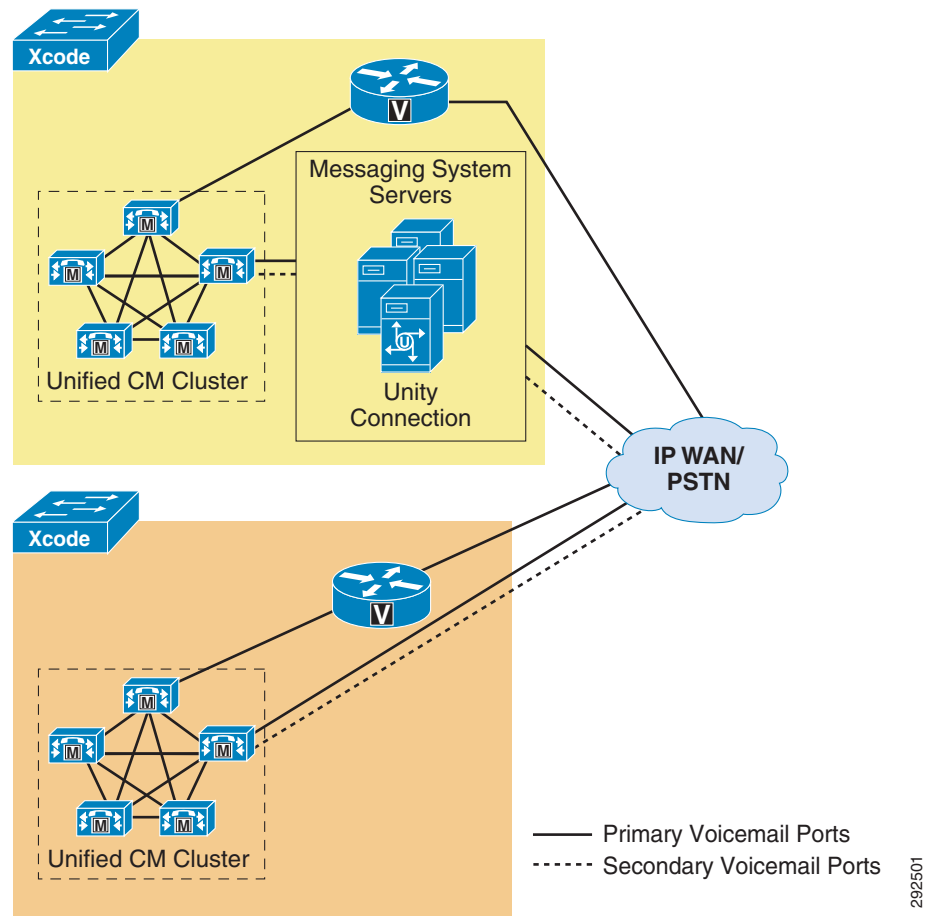 Xcode
V
Messaging System
Servers
M
M
M
M
M
U
Unified CM Cluster
Unity
Connection
IP WAN/
PSTN
Xcode
V
M
M
M
M
M
Unified CM Cluster
Primary Voicemail Ports
Secondary Voicemail Ports
292501